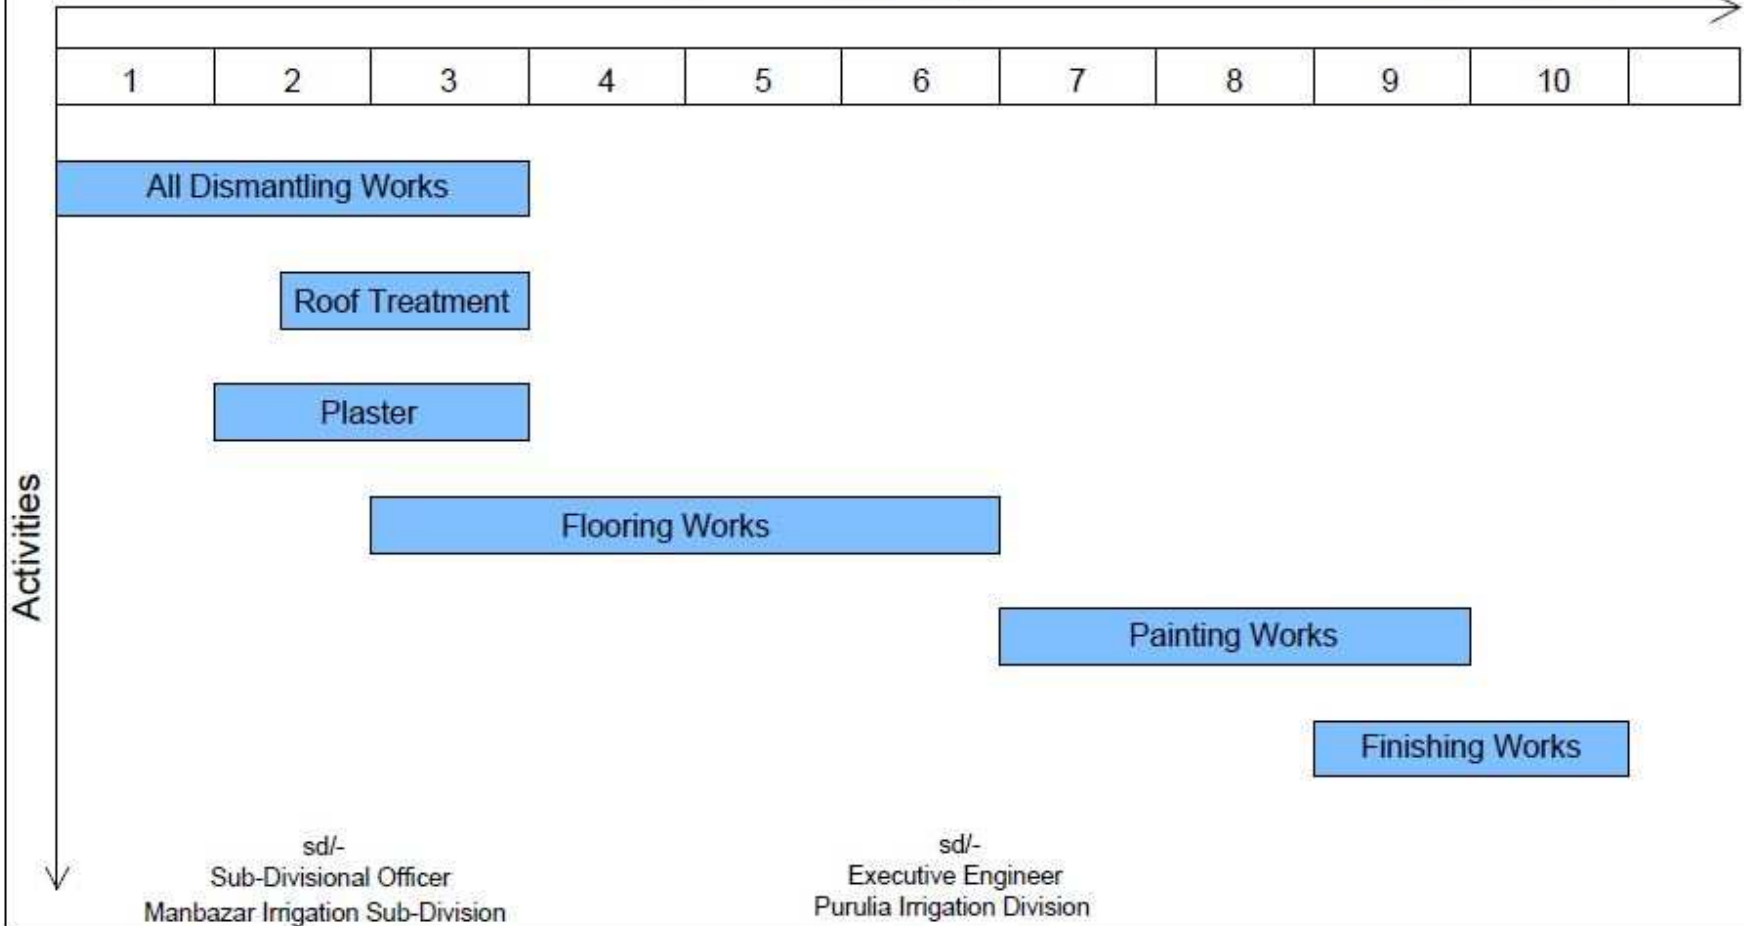 1 2 3 4 5 6 7 8 9 10
All Dismantling Works
Roof Treatment
Plaster
Flooring Works
Painting Works
Finishing Works
Activities
sd/-
Sub-Divisional Officer
Manbazar Irrigation Sub-Division
sd/-
Executive Engineer
Purulia Irrigation Division